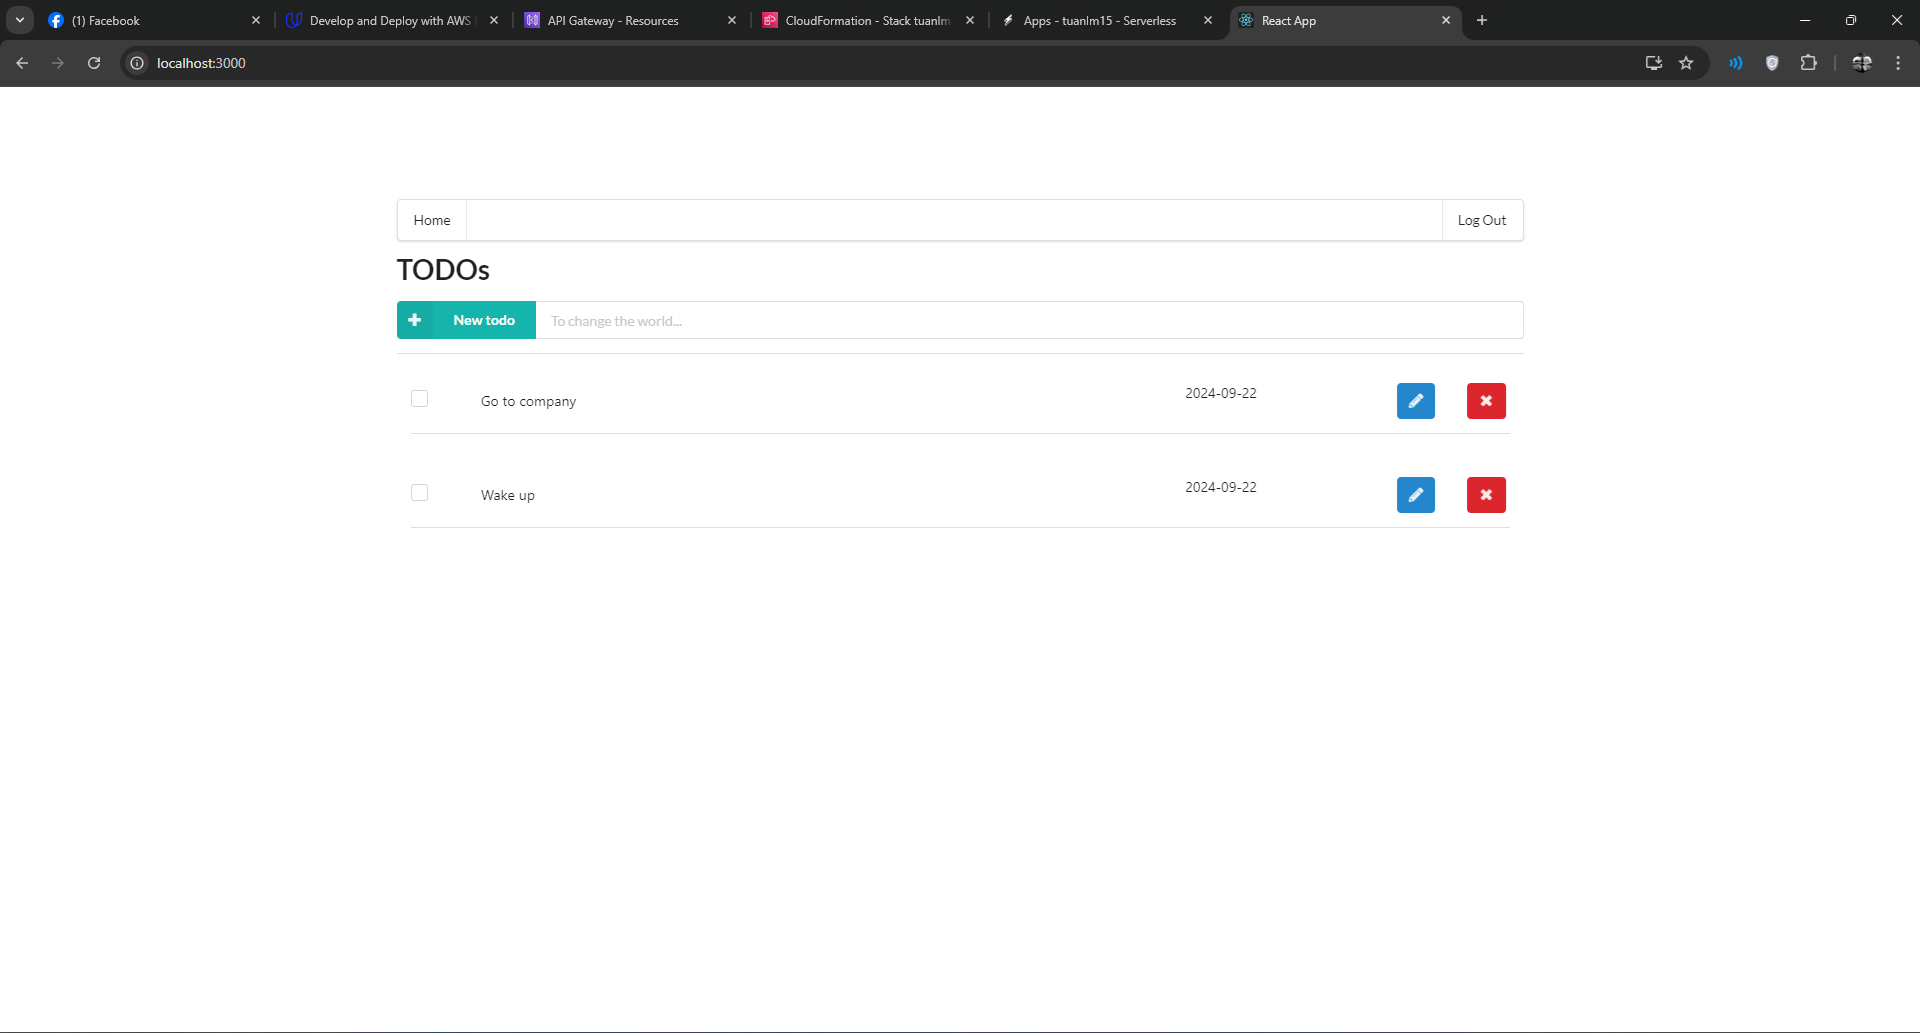 (1) Facebook
Develop and Deploy with AWS
API Gateway - Resources
CloudFormation - Stack tuanlm
Apps - tuanlm15 - Serverless
React App
localhost:3000
Home
Log Out
TODOs
New todo
To change the world...
Go to company
2024-09-22
Wake up
2024-09-22